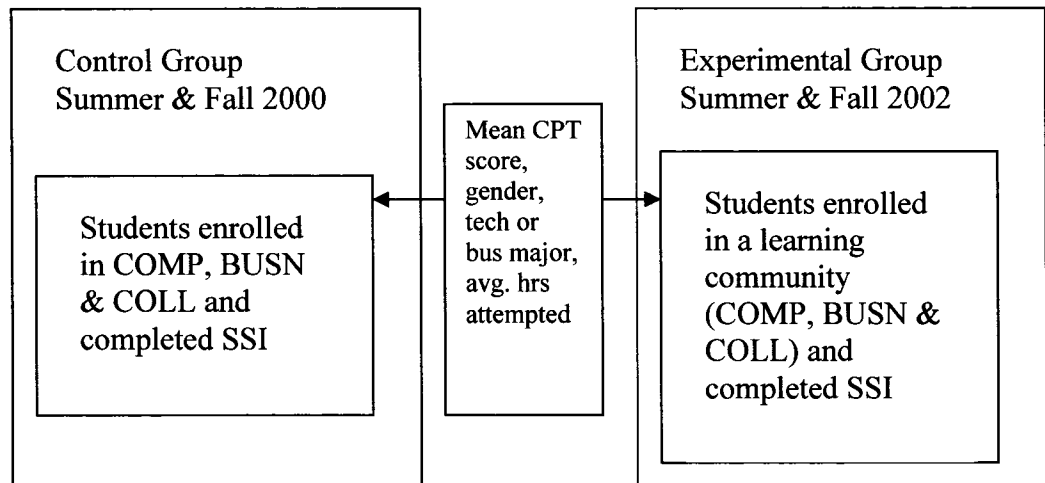 Control Group
Summer & Fall 2000
Students enrolled
in COMP, BUSN
& COLL and
completed SSI
Mean CPT
score,
gender,
tech or
bus major,
avg. hrs
attempted
Experimental Group
Summer & Fall 2002
Students enrolled
in a learning
community
(COMP, BUSN &
COLL) and
completed SSI